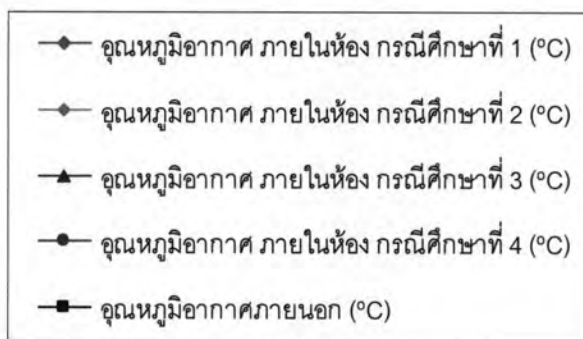 อุณหภูมิอากาศ ภายในห้อง กรณีศึกษาที่ 1 (ºC)
อุณหภูมิอากาศ ภายในห้อง กรณีศึกษาที่ 2 (ºC)
อุณหภูมิอากาศ ภายในห้อง กรณีศึกษาที่ 3 (ºC)
อุณหภูมิอากาศ ภายในห้อง กรณีศึกษาที่ 4 (ºC)
อุณหภูมิอากาศภายนอก (ºC)